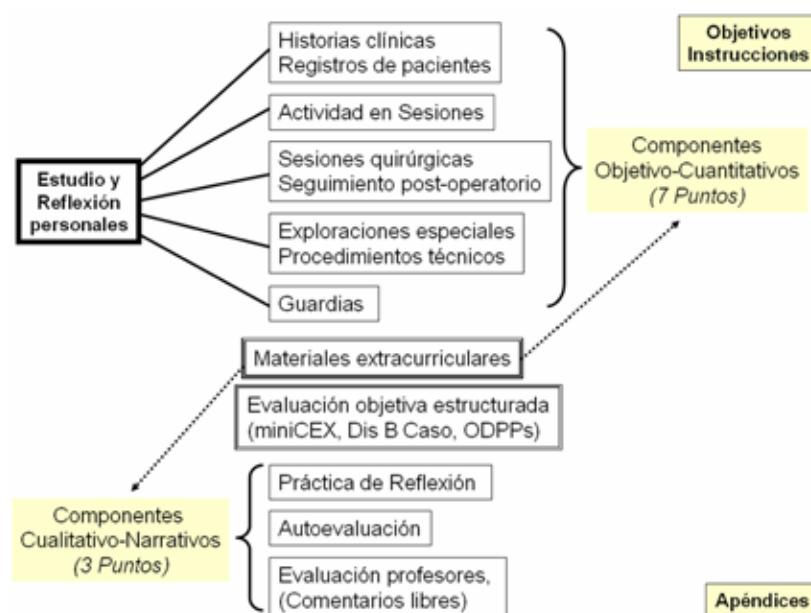 Historias clínicas
Registros de pacientes
Objetivos
Instrucciones
Actividad en Sesiones
Componentes
Objetivo-Cuantitativos
(7 Puntos)
Estudio y
Reflexión
personales
Sesiones quirúrgicas
Seguimiento post-operatorio
Exploraciones especiales
Procedimientos técnicos
Guardias
Materiales extracurriculares
Evaluación objetiva estructurada
(miniCEX, Dis B Caso, ODPPs)
Componentes
Cualitativo-Narrativos
(3 Puntos)
Práctica de Reflexión
Autoevaluación
Evaluación profesores,
(Comentarios libres)
Apéndices